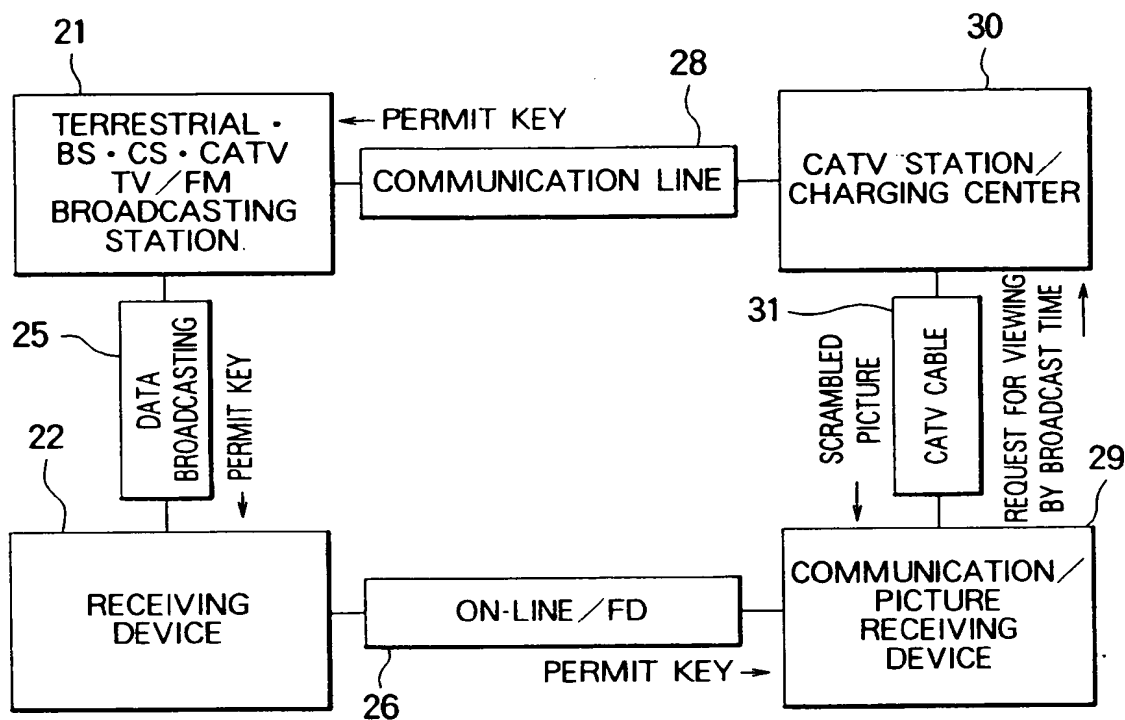 21
TERRESTRIAL・
BS・CS・CATV
TV/FM
BROADCASTING
STATION
← PERMIT KEY
28
COMMUNICATION LINE
30
CATV STATION/
CHARGING CENTER
25
DATA
BROADCASTING
PERMIT KEY
↓
31
SCRAMBLED
PICTURE
↓
CATV CABLE
REQUEST FOR VIEWING
BY BROADCAST TIME
↑
22
RECEIVING
DEVICE
ON-LINE/FD
26
PERMIT KEY →
29
COMMUNICATION/
PICTURE
RECEIVING
DEVICE